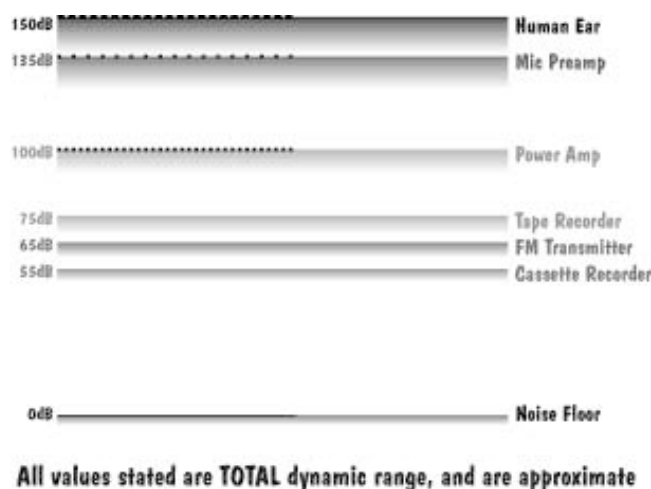 150dB Human Ear
135dB Mic Preamp
100dB Power Amp
75dB Tape Recorder
65dB FM Transmitter
55dB Cassette Recorder
0dB Noise Floor
All values stated are TOTAL dynamic range, and are approximate